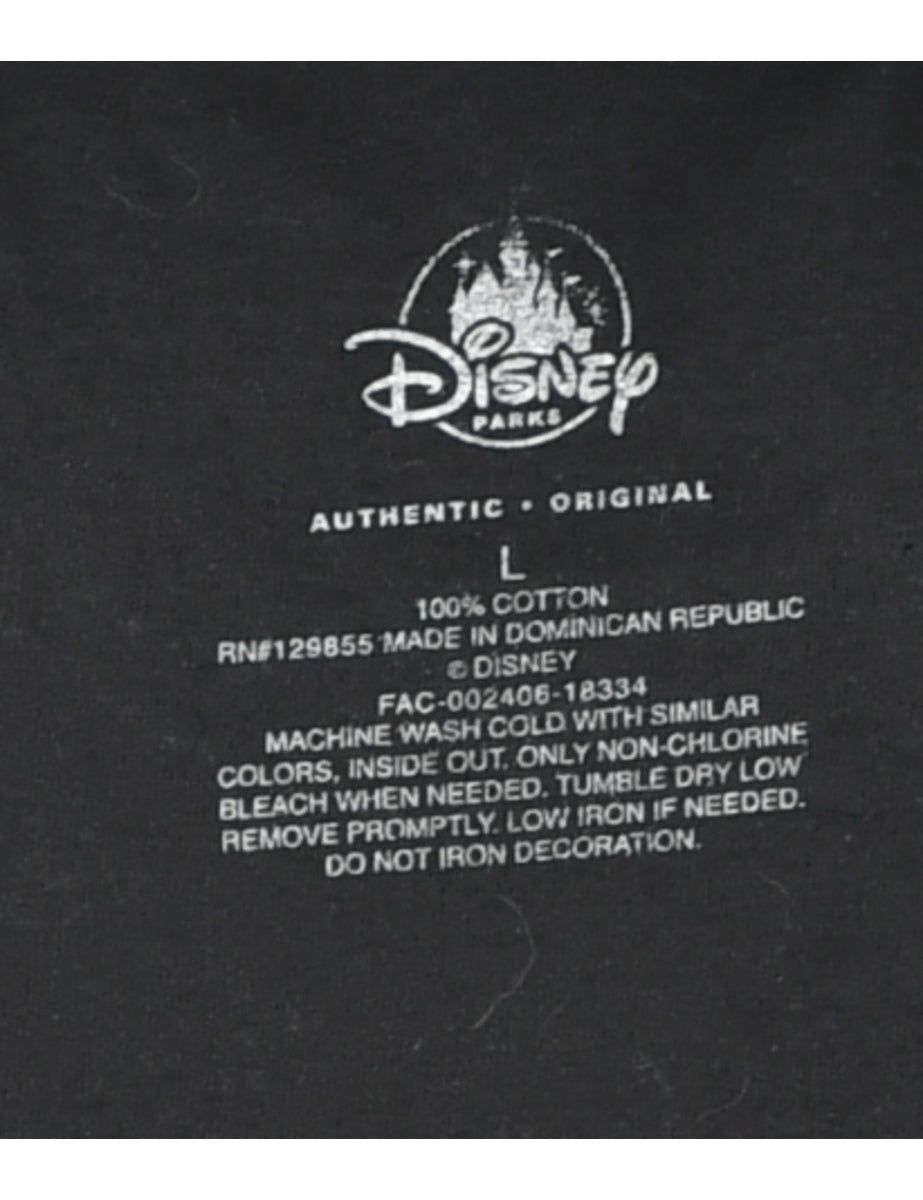 Disney
PARKS
AUTHENTIC • ORIGINAL
L
100% COTTON
RN#129855 MADE IN DOMINICAN REPUBLIC
© DISNEY
FAC-002406-18334
MACHINE WASH COLD WITH SIMILAR
COLORS, INSIDE OUT. ONLY NON-CHLORINE
BLEACH WHEN NEEDED. TUMBLE DRY LOW
REMOVE PROMPTLY. LOW IRON IF NEEDED.
DO NOT IRON DECORATION.